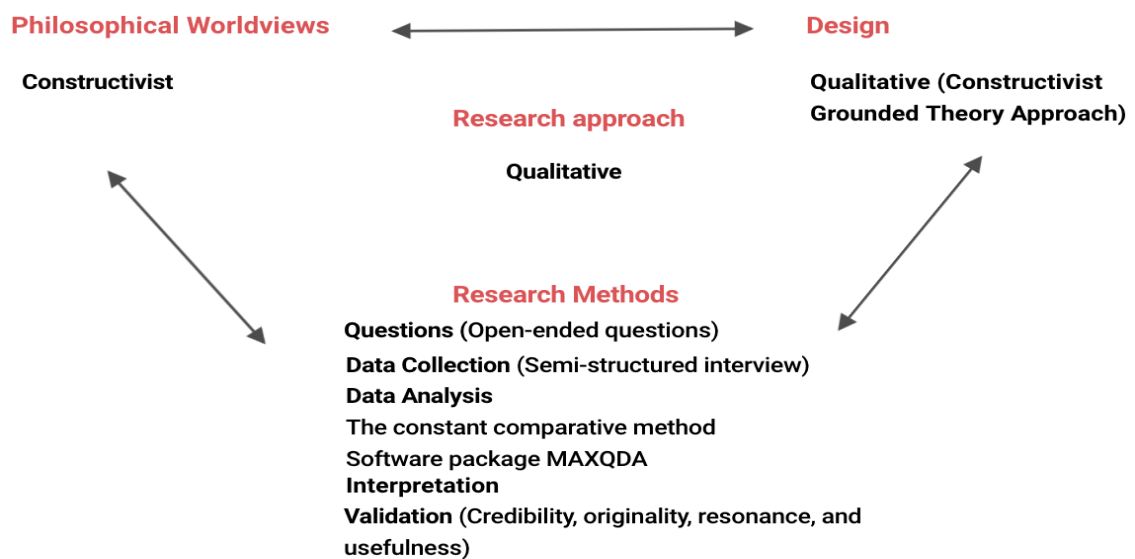 Philosophical Worldviews
Design
Constructivist
Qualitative (Constructivist
Grounded Theory Approach)
Research approach
Qualitative
Research Methods
Questions (Open-ended questions)
Data Collection (Semi-structured interview)
Data Analysis
The constant comparative method
Software package MAXQDA
Interpretation
Validation (Credibility, originality, resonance, and
usefulness)